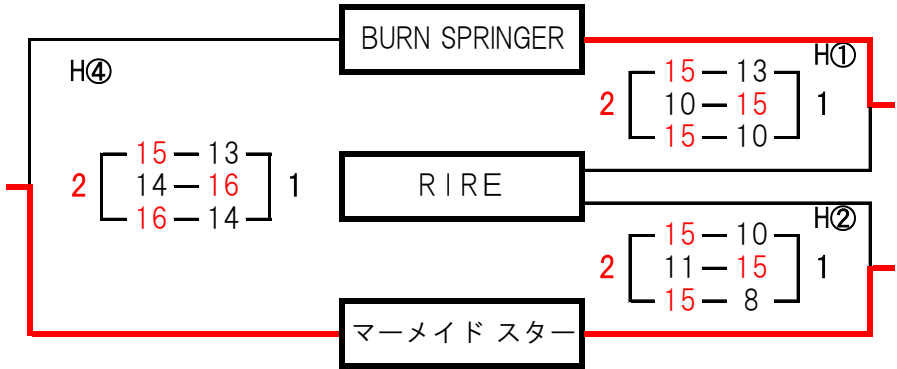 BURN SPRINGER
H④
H①
15 — 13
2 10 — 15 1
15 — 10
15 — 13
2 14 — 16 1
16 — 14
RIRE
H②
15 — 10
2 11 — 15 1
15 — 8
マーメイド スター